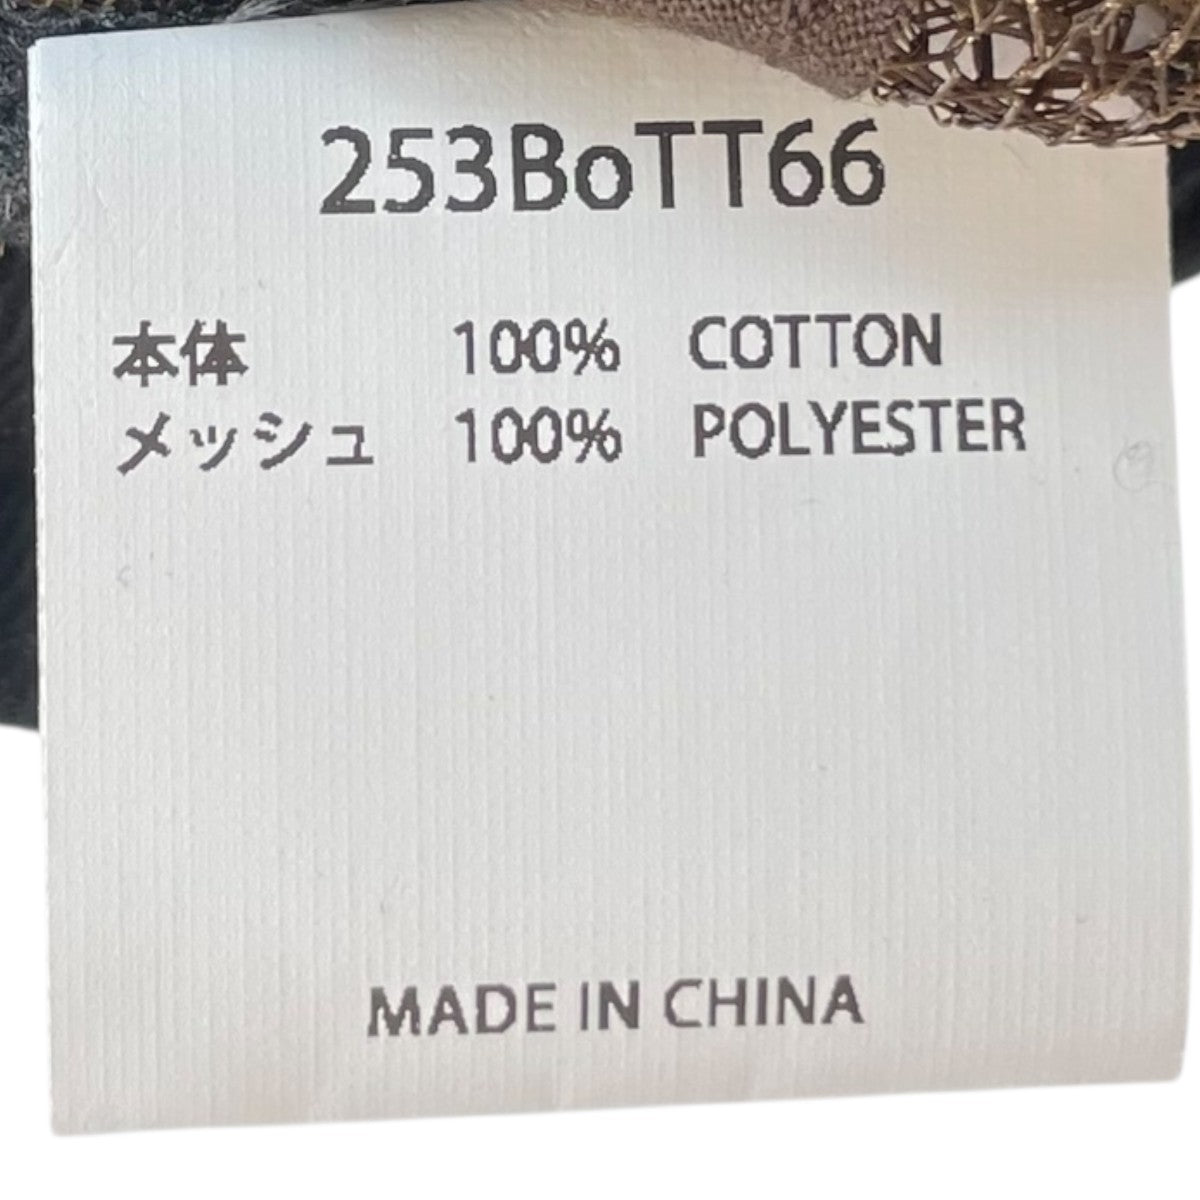 253BoTT66
本体 100% COTTON
メッシュ 100% POLYESTER
MADE IN CHINA